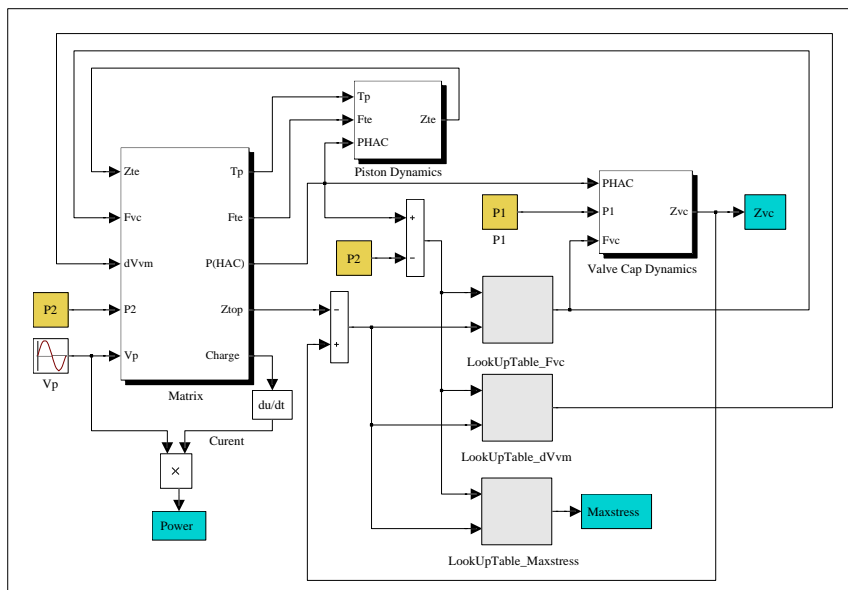 Tp
Fte
PHAC
Zte
Piston Dynamics
Zte
Fvc
dVvm
P2
Vp
Tp
Fte
P(HAC)
Ztop
Charge
Matrix
P2
Vp
du/dt
Curent
×
Power
P2
+
−
−
+
P1
P1
PHAC
P1
Fvc
Zvc
Valve Cap Dynamics
Zvc
LookUpTable_Fvc
LookUpTable_dVvm
LookUpTable_Maxstress
Maxstress